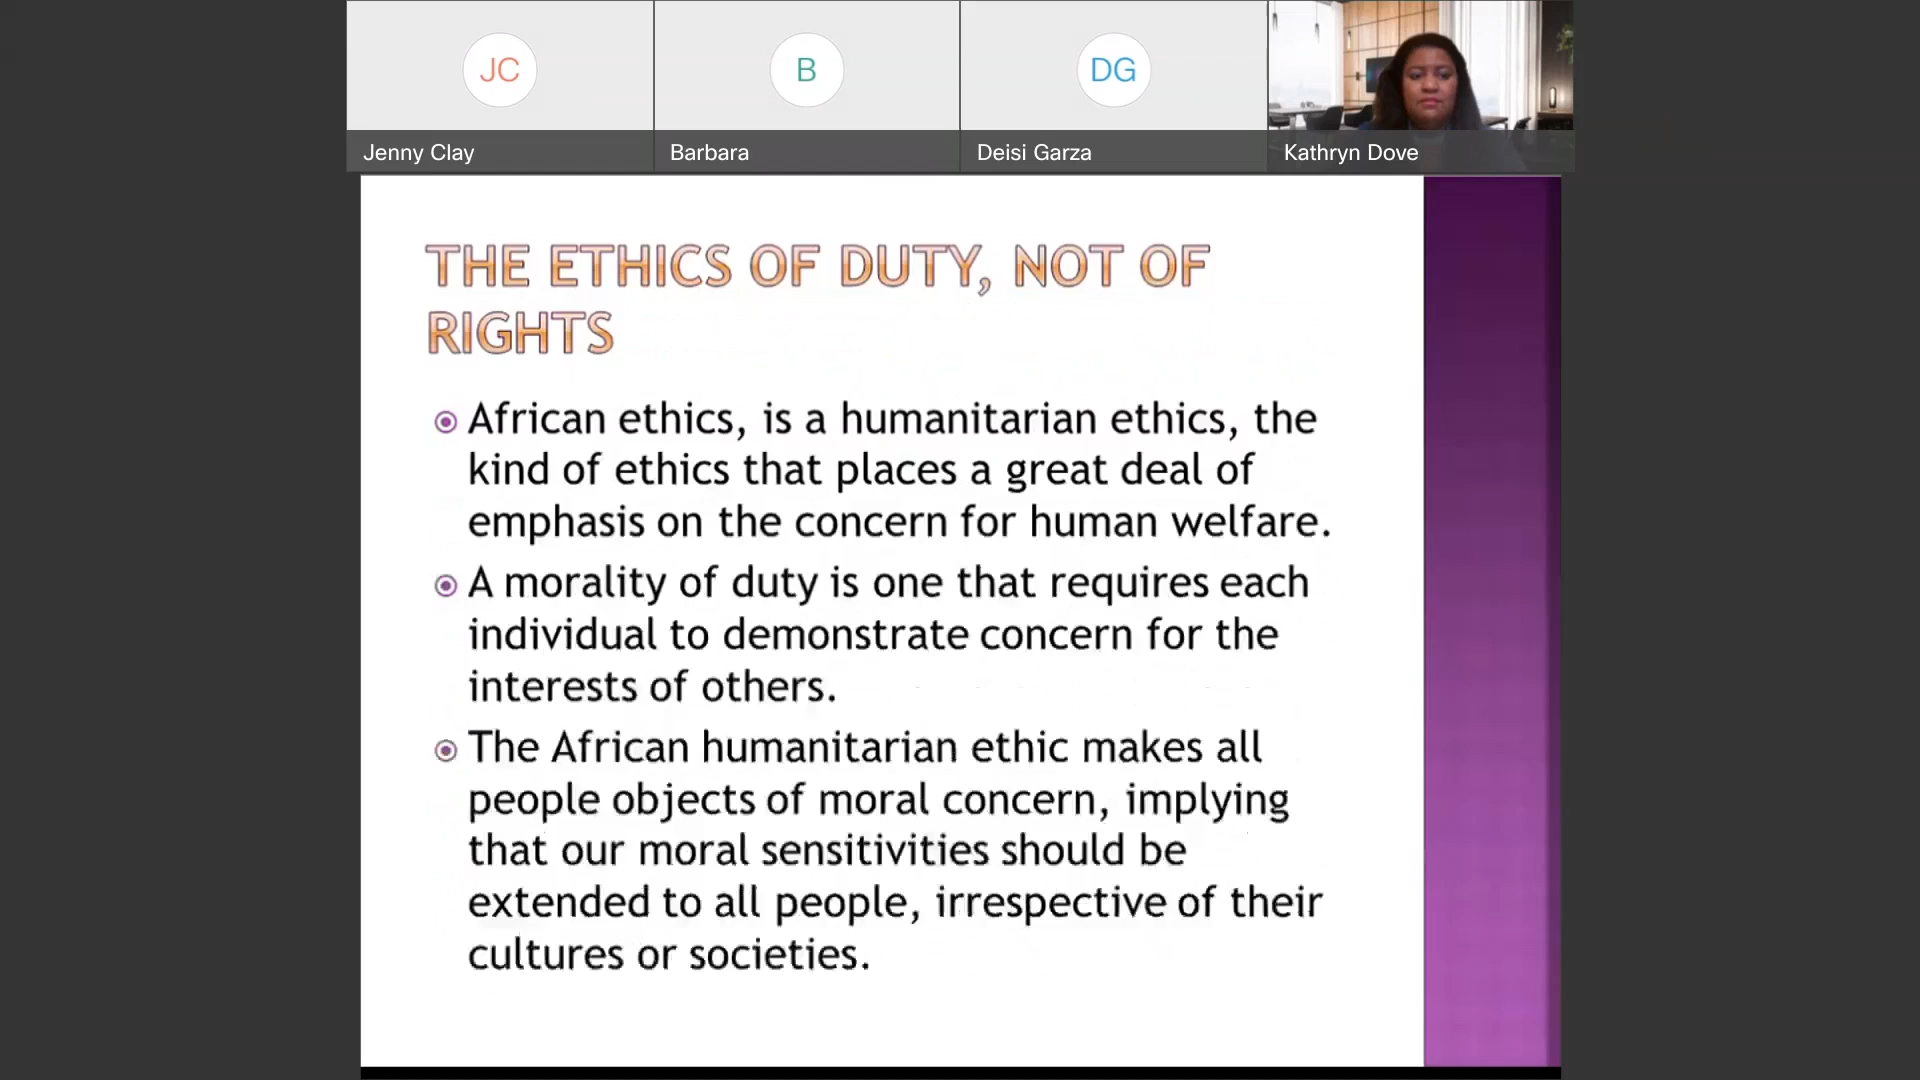 JC
B
DG
Jenny Clay
Barbara
Deisi Garza
Kathryn Dove
THE ETHICS OF DUTY, NOT OF
RIGHTS
African ethics, is a humanitarian ethics, the
kind of ethics that places a great deal of
emphasis on the concern for human welfare.
A morality of duty is one that requires each
individual to demonstrate concern for the
interests of others.
The African humanitarian ethic makes all
people objects of moral concern, implying
that our moral sensitivities should be
extended to all people, irrespective of their
cultures or societies.